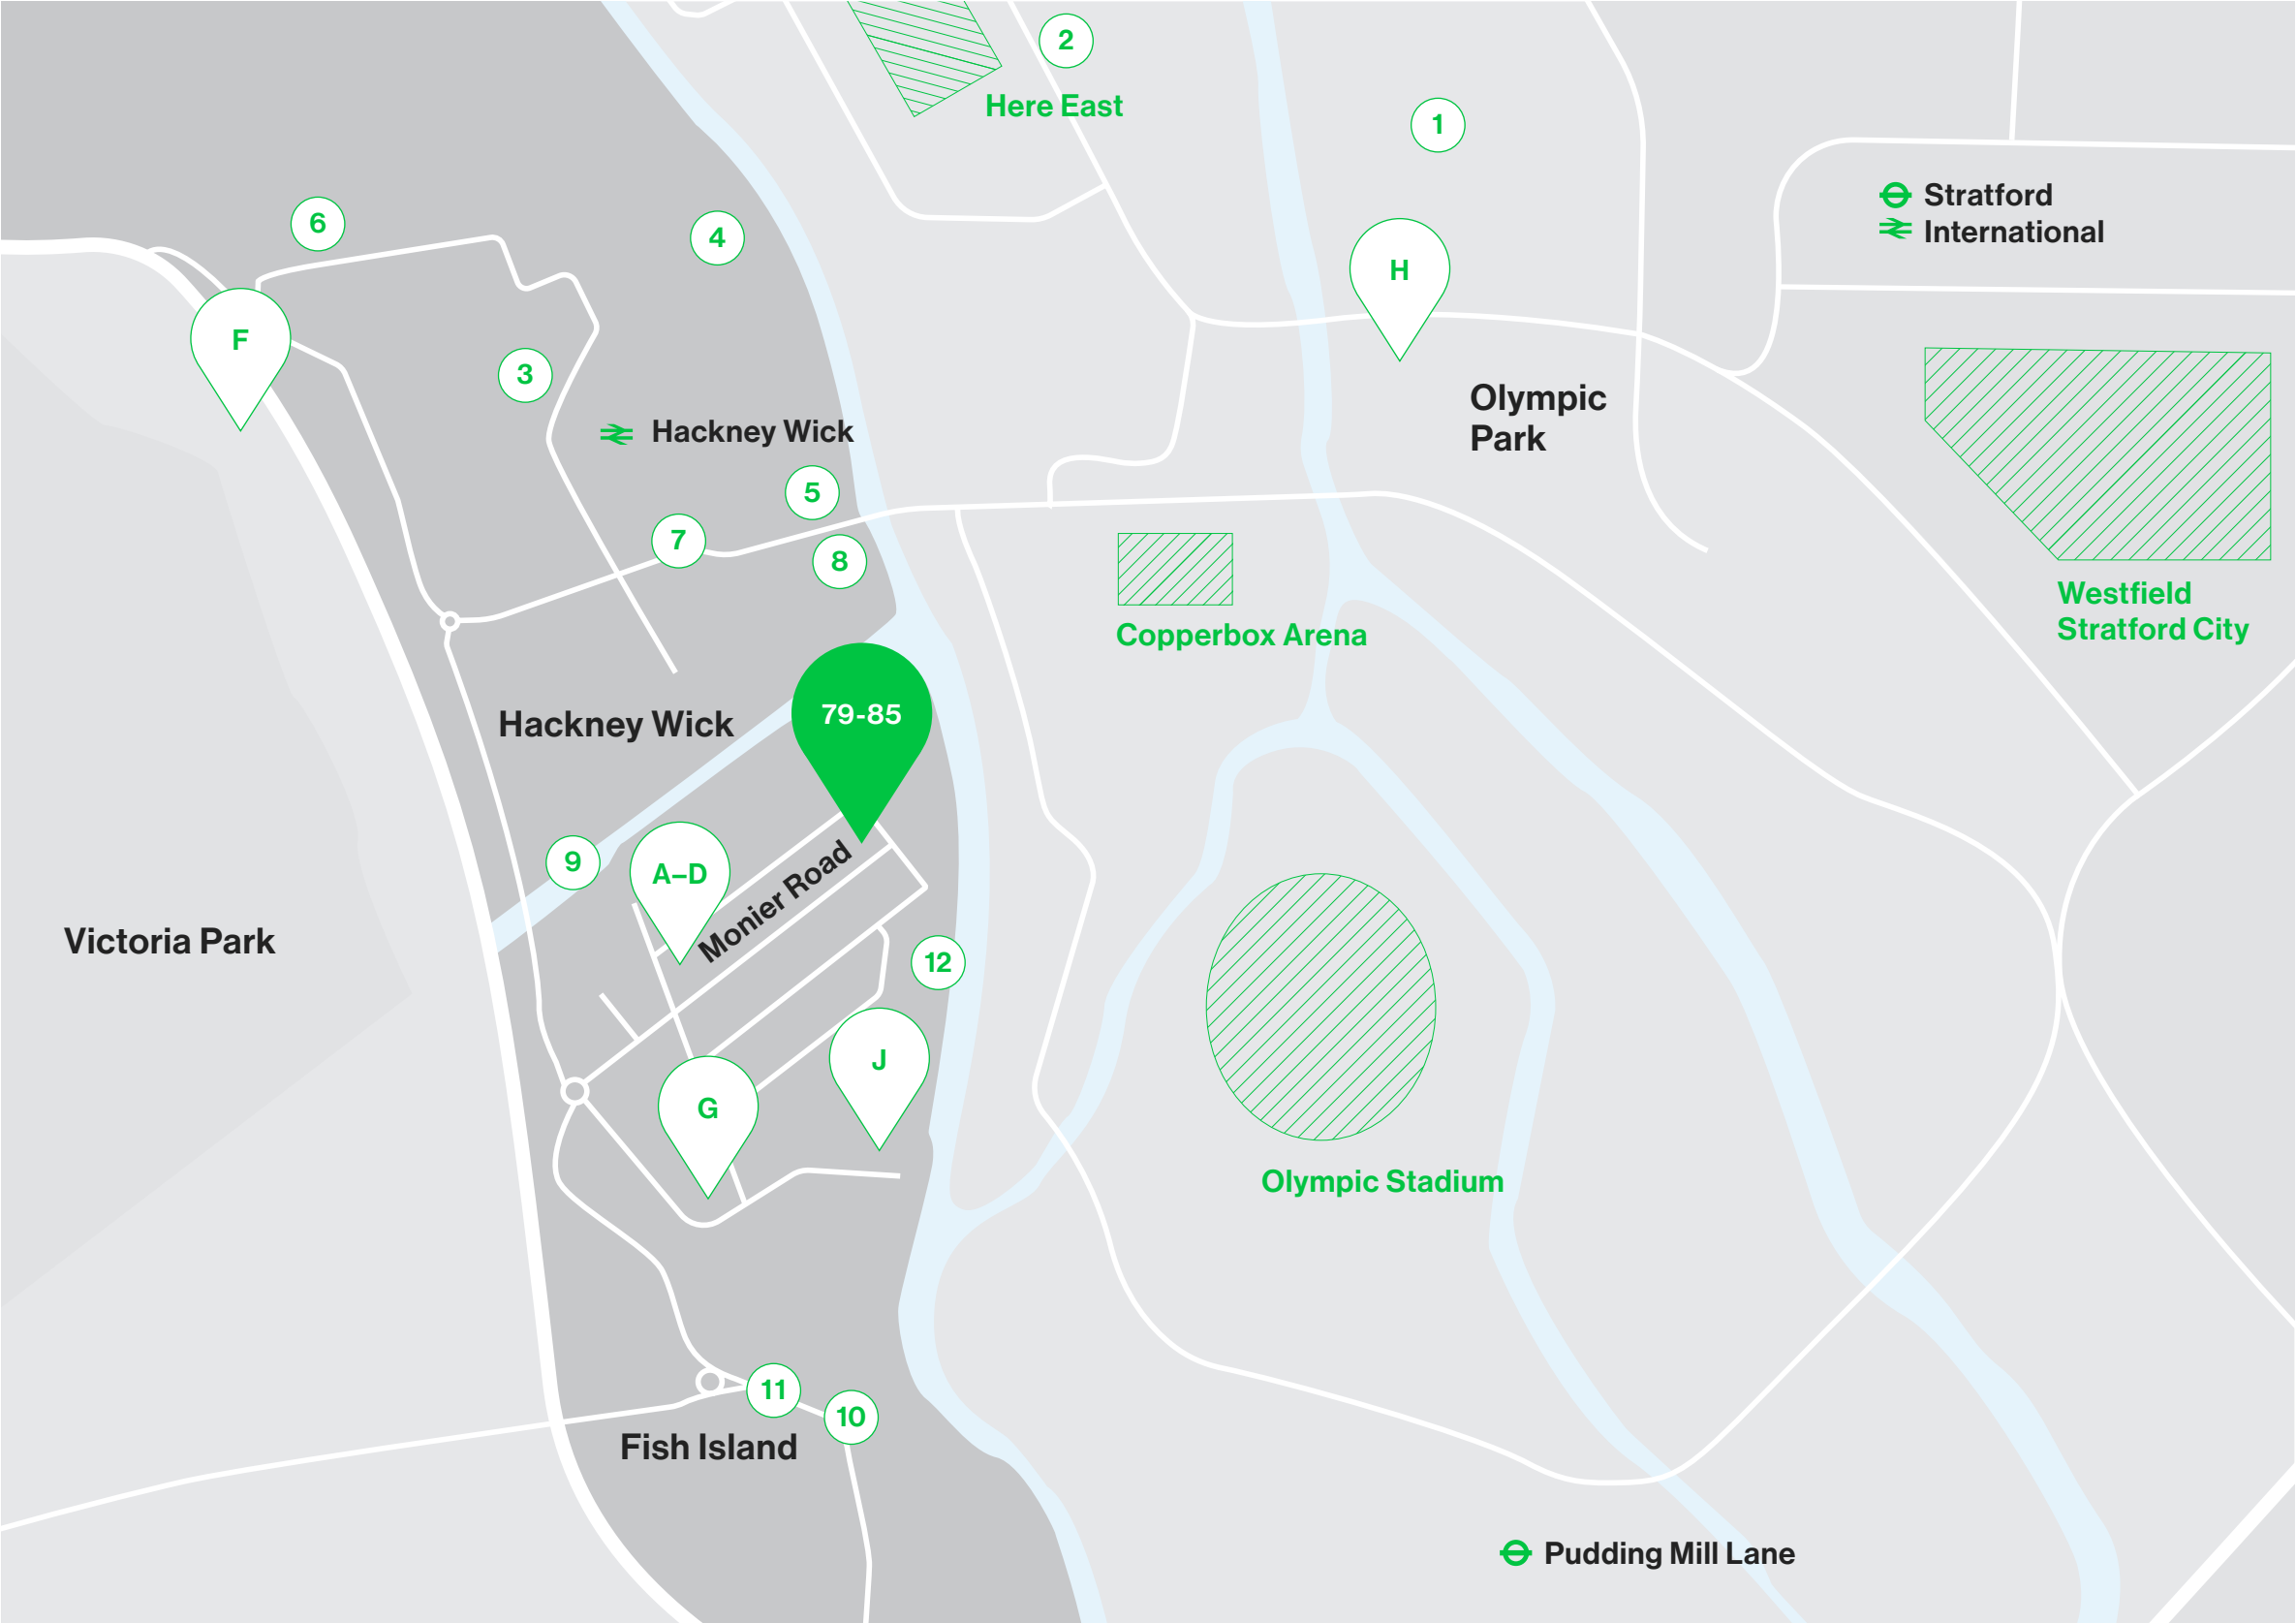 2
Here East
1
Stratford
International
6
4
H
F
3
Olympic
Park
Hackney Wick
5
7
8
Westfield
Stratford City
Copperbox Arena
79-85
Hackney Wick
9
A–D
Monier Road
Victoria Park
12
J
G
Olympic Stadium
11
10
Fish Island
Pudding Mill Lane